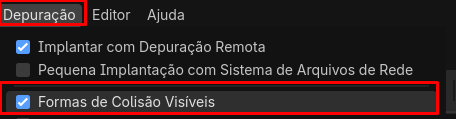 Depuração Editor Ajuda
Implantar com Depuração Remota
Pequena Implantação com Sistema de Arquivos de Rede
Formas de Colisão Visíveis